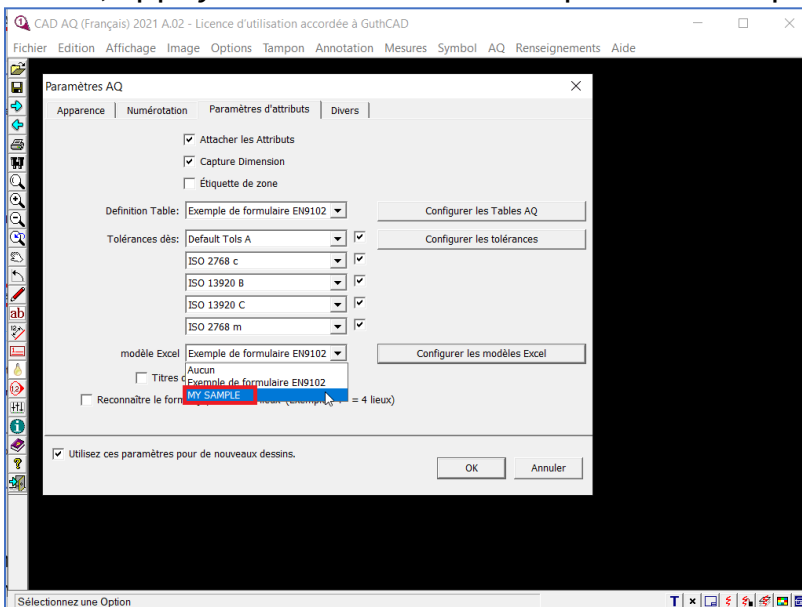 CAD AQ (Français) 2021 A.02 - Licence d'utilisation accordée à GuthCAD
Fichier Edition Affichage Image Options Tampon Annotation Mesures Symbol AQ Renseignements Aide
Paramètres AQ
Apparence Numérotation Paramètres d'attributs Divers
Attacher les Attributs
Capture Dimension
Étiquette de zone
Definition Table: Exemple de formulaire EN9102 Configurer les Tables AQ
Tolérances dès: Default Tols A Configurer les tolérances
ISO 2768 c
ISO 13920 B
ISO 13920 C
ISO 2768 m
modèle Excel Exemple de formulaire EN9102 Configurer les modèles Excel
Aucun
Titres Exemple de formulaire EN9102
MY SAMPLE
Reconnaître le = 4 lieux)
Utilisez ces paramètres pour de nouveaux dessins.
OK Annuler
Sélectionnez une Option